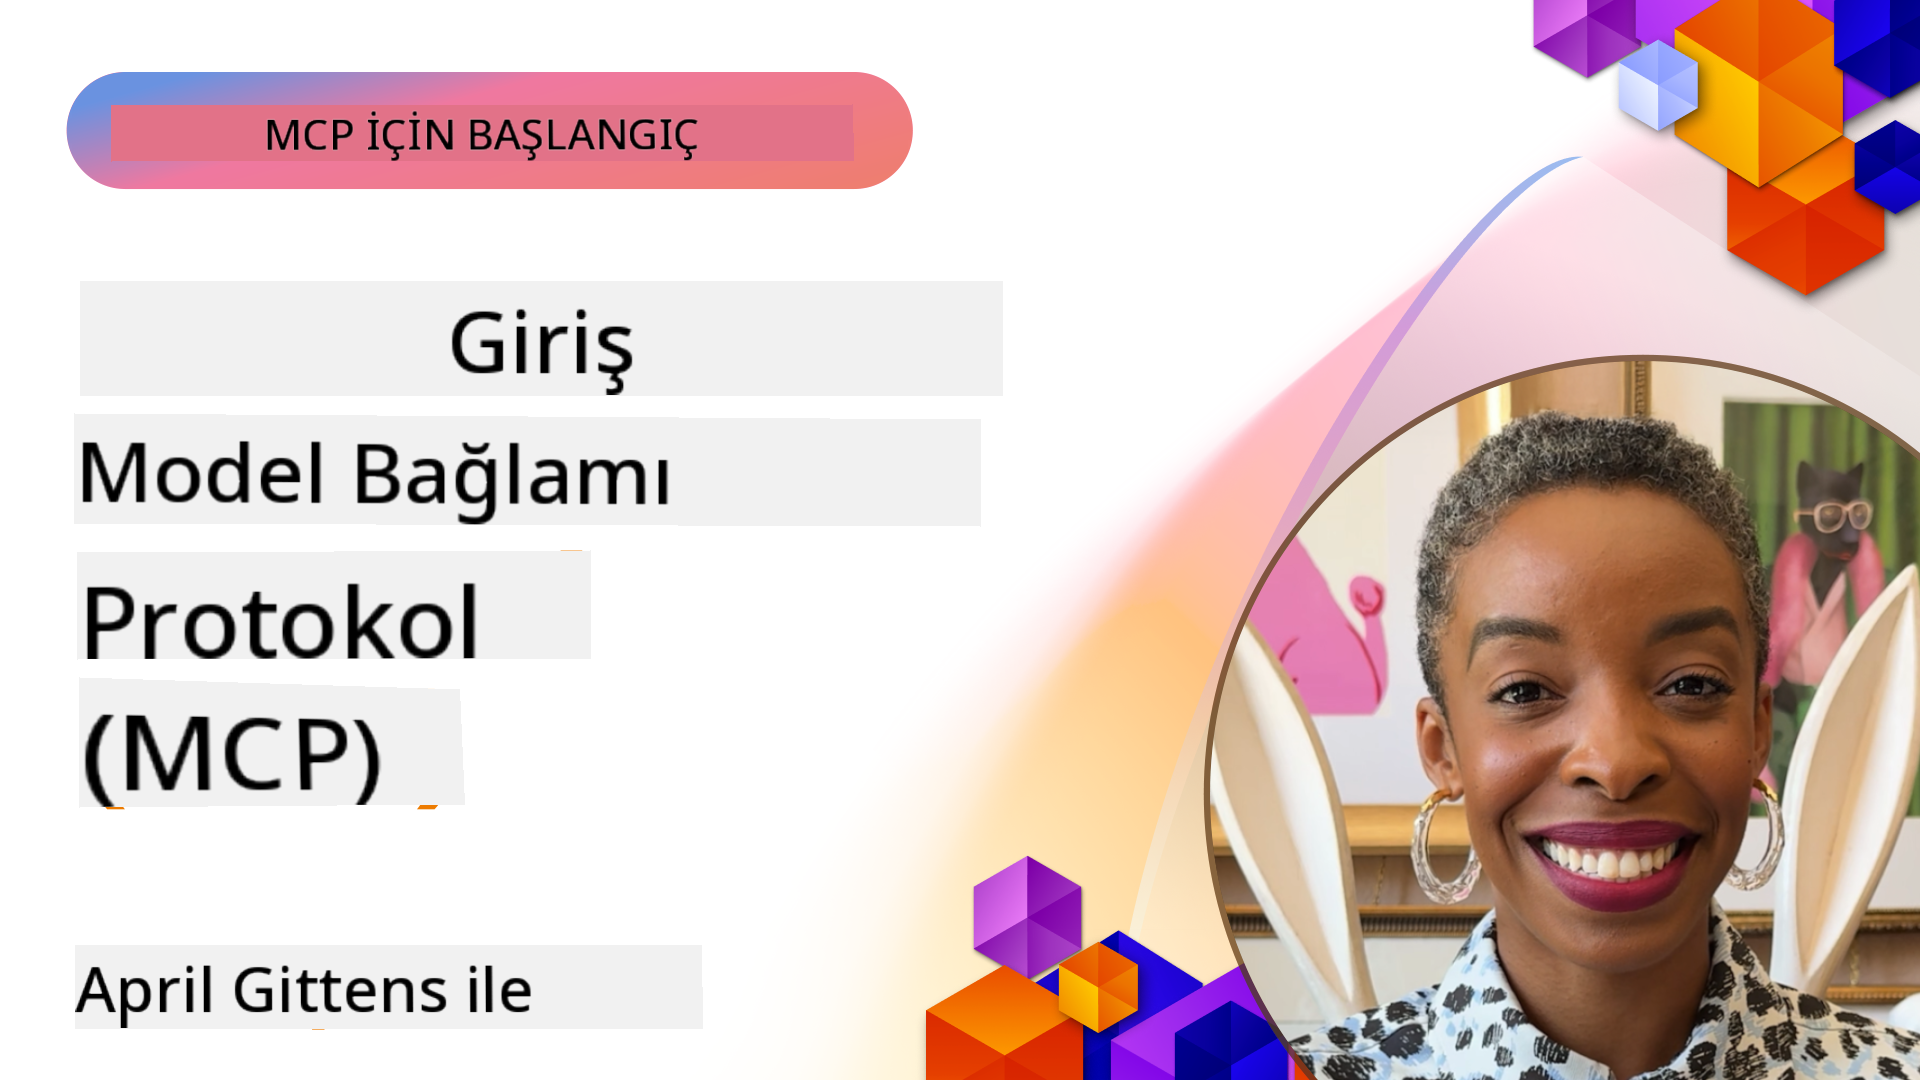 MCP İÇİN BAŞLANGIÇ
Giriş
Model Bağlamı
Protokol
(MCP)
April Gittens ile